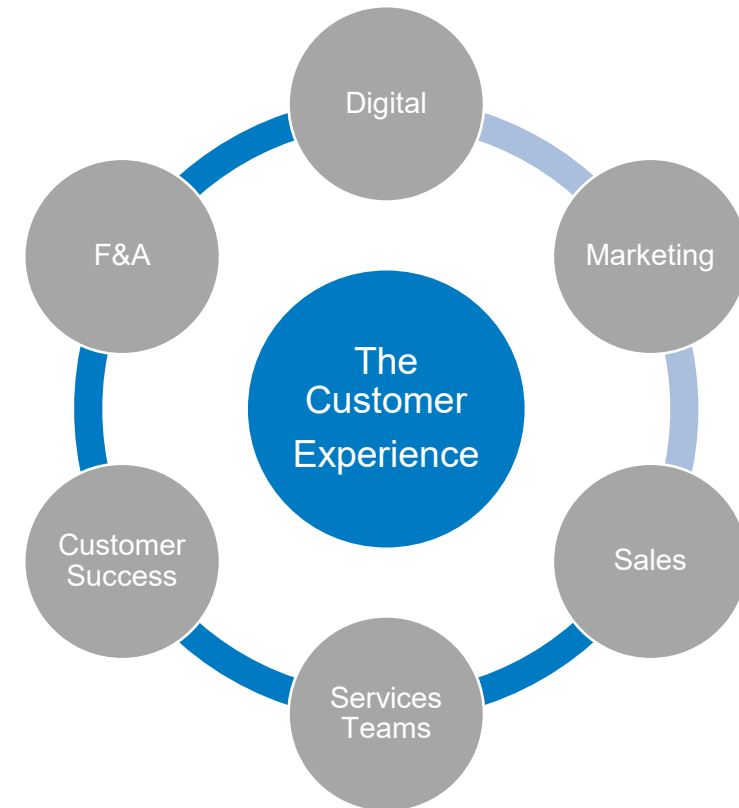 Digital
Marketing
F&A
The
Customer
Experience
Customer
Success
Sales
Services
Teams